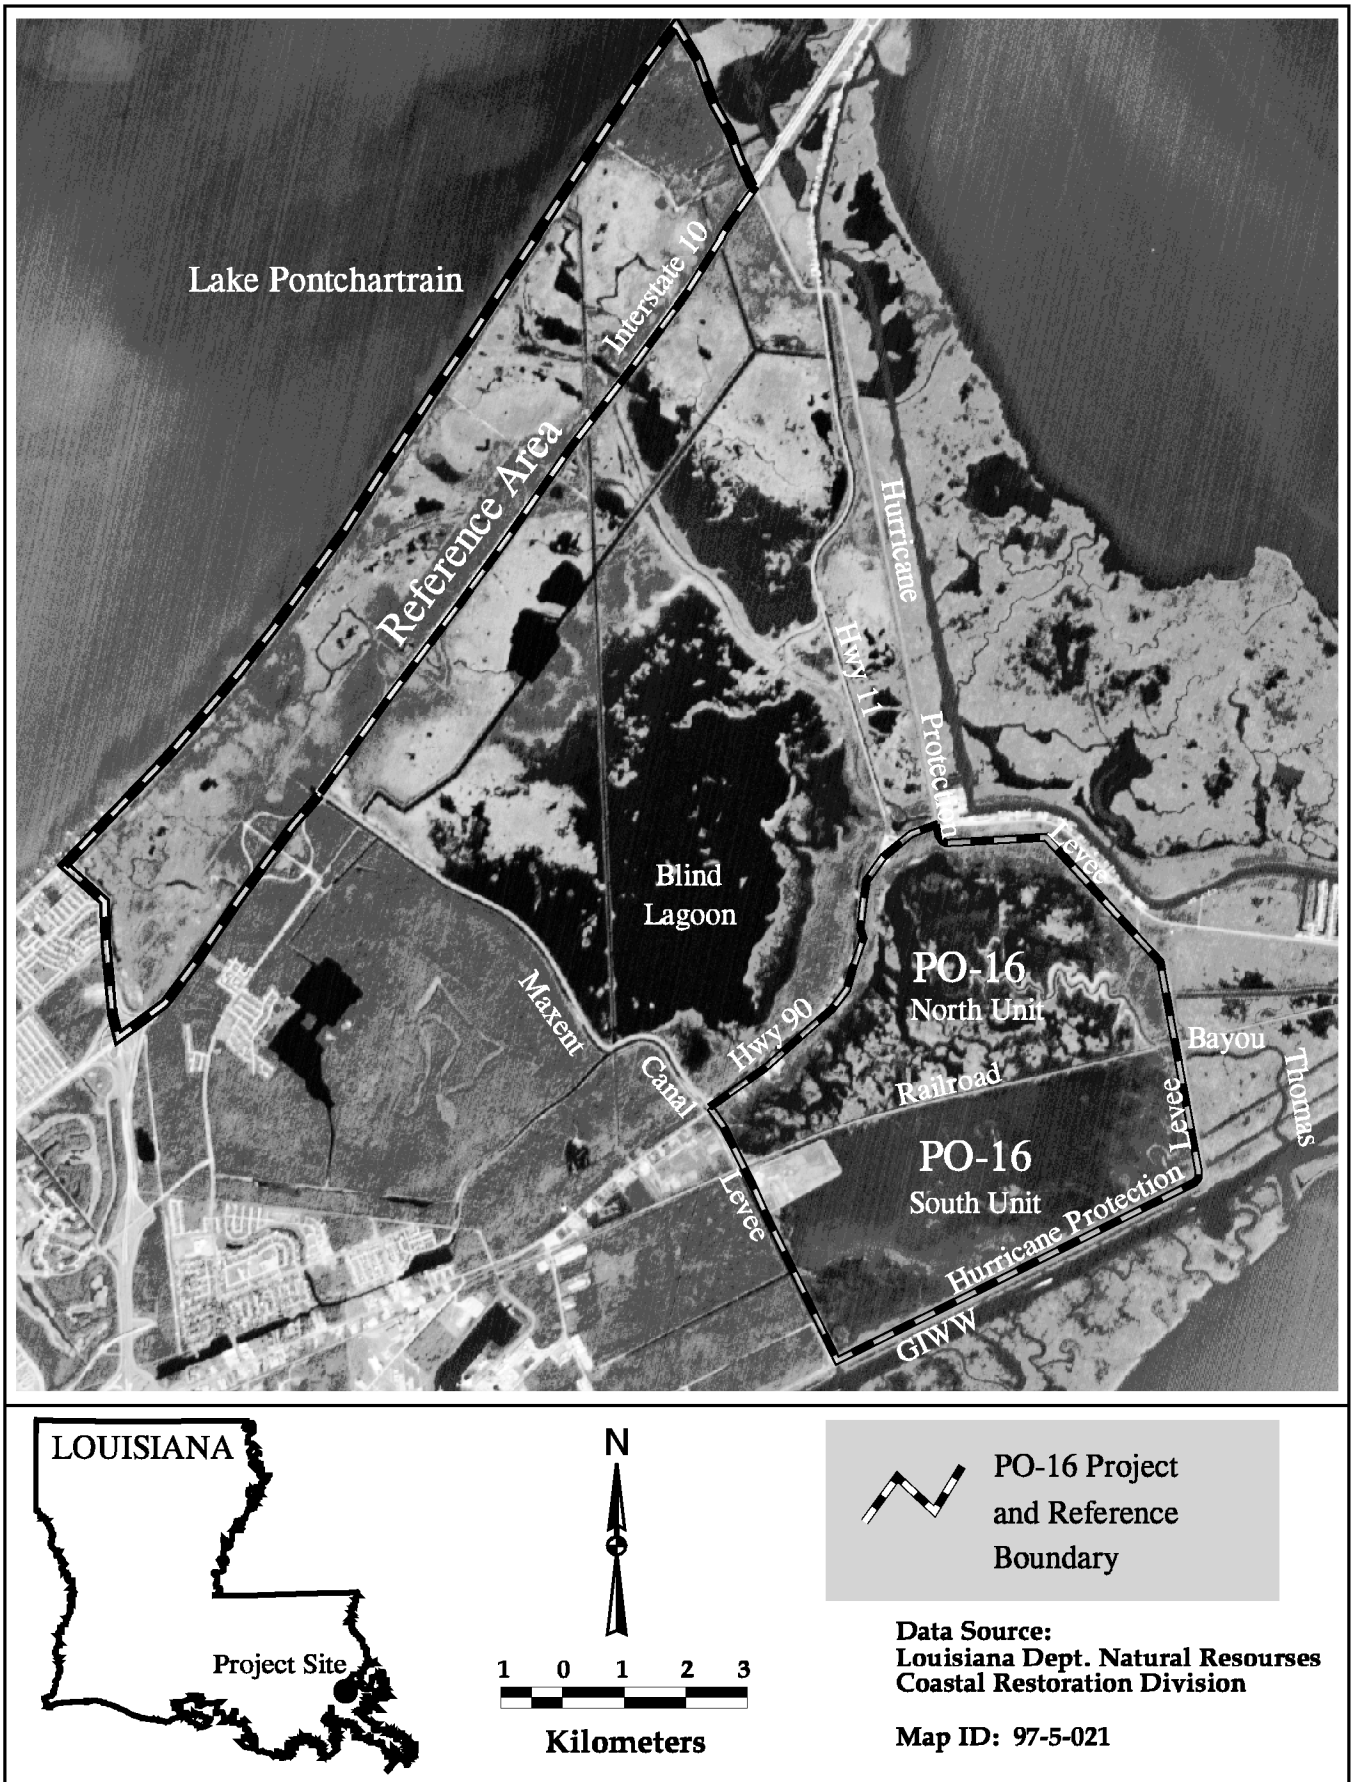 Lake Pontchartrain
Interstate 10
Reference Area
Hurricane
Protection
Levee
Hwy 11
Blind
Lagoon
PO-16
North Unit
Maxent
Canal
Hwy 90
Bayou
Thomas
Railroad
Levee
PO-16
South Unit
Levee
Hurricane Protection
GIWW
LOUISIANA
Project Site
N
1 0 1 2 3
Kilometers
PO-16 Project
and Reference
Boundary
Data Source:
Louisiana Dept. Natural Resourses
Coastal Restoration Division
Map ID: 97-5-021